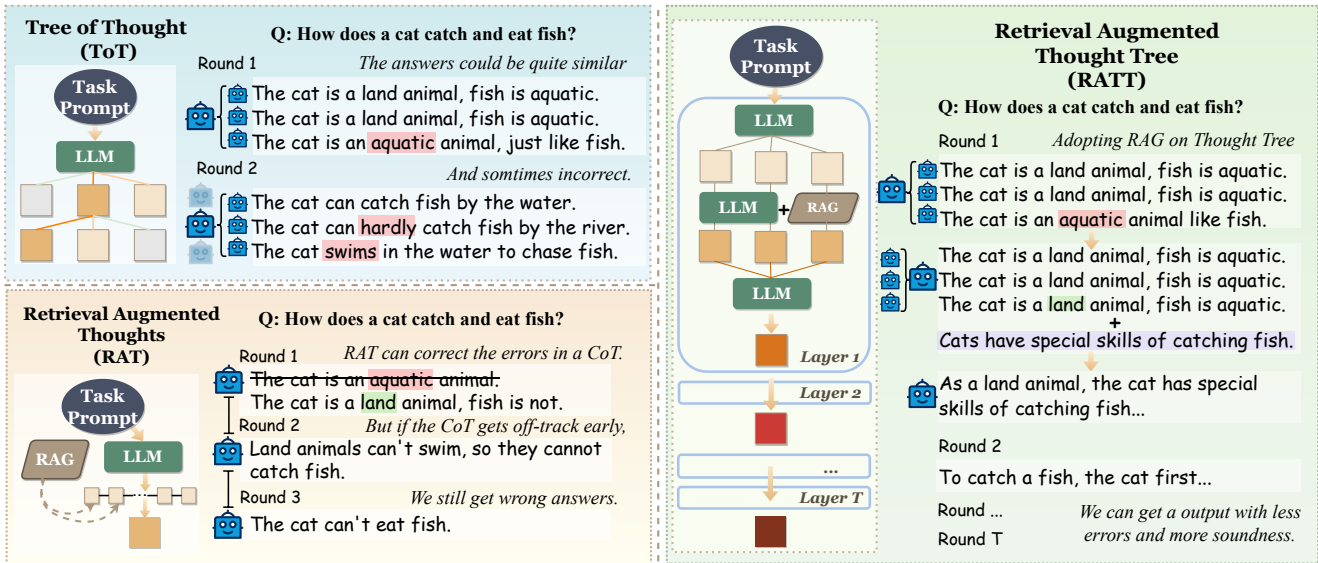 Tree of Thought
(ToT)
Task
Prompt
LLM
Q: How does a cat catch and eat fish?
Round 1
The answers could be quite similar
The cat is a land animal, fish is aquatic.
The cat is a land animal, fish is aquatic.
The cat is an aquatic animal, just like fish.
Round 2
And somtimes incorrect.
The cat can catch fish by the water.
The cat can hardly catch fish by the river.
The cat swims in the water to chase fish.
Retrieval Augmented
Thoughts
(RAT)
Task
Prompt
RAG
LLM
...
Q: How does a cat catch and eat fish?
Round 1
RAT can correct the errors in a CoT.
The cat is an aquatic animal.
The cat is a land animal, fish is not.
Round 2
But if the CoT gets off-track early,
Land animals can't swim, so they cannot
catch fish.
Round 3
We still get wrong answers.
The cat can't eat fish.
Task
Prompt
LLM
LLM
+
RAG
LLM
Layer 1
Layer 2
...
Layer T
Retrieval Augmented
Thought Tree
(RATT)
Q: How does a cat catch and eat fish?
Round 1
Adopting RAG on Thought Tree
The cat is a land animal, fish is aquatic.
The cat is a land animal, fish is aquatic.
The cat is an aquatic animal like fish.
The cat is a land animal, fish is aquatic.
The cat is a land animal, fish is aquatic.
The cat is a land animal, fish is aquatic.
+
Cats have special skills of catching fish.
As a land animal, the cat has special
skills of catching fish...
Round 2
To catch a fish, the cat first...
Round ...
Round T
We can get a output with less
errors and more soundness.